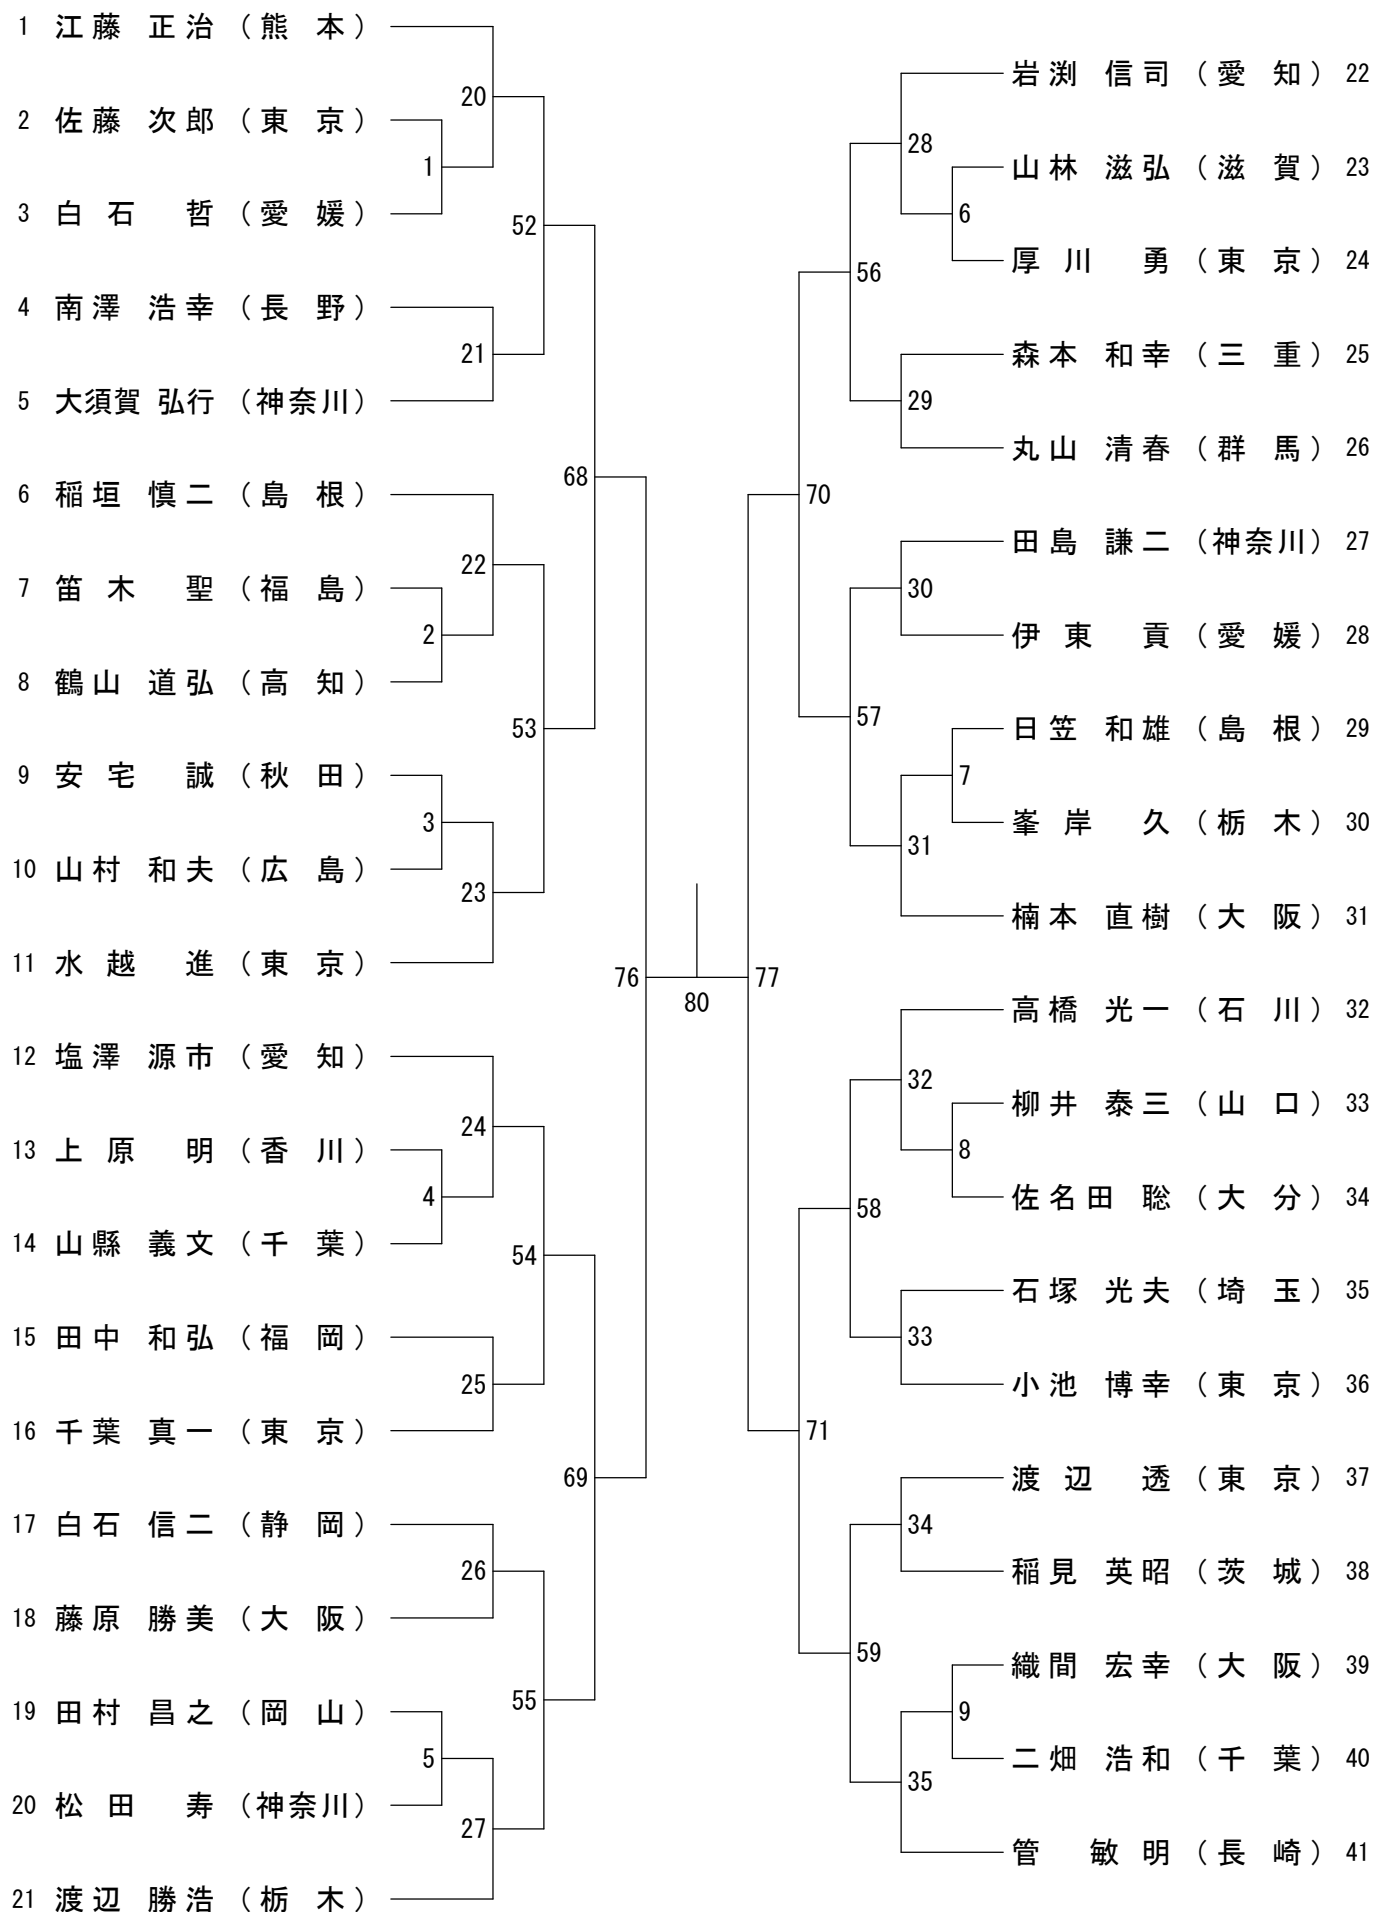 1 江藤 正治 （熊 本）
2 佐藤 次郎 （東 京）
3 白石 哲 （愛 媛）
4 南澤 浩幸 （長 野）
5 大須賀 弘行 （神奈川）
6 稲垣 慎二 （島 根）
7 笛木 聖 （福 島）
8 鶴山 道弘 （高 知）
9 安宅 誠 （秋 田）
10 山村 和夫 （広 島）
11 水越 進 （東 京）
12 塩澤 源市 （愛 知）
13 上原 明 （香 川）
14 山縣 義文 （千 葉）
15 田中 和弘 （福 岡）
16 千葉 真一 （東 京）
17 白石 信二 （静 岡）
18 藤原 勝美 （大 阪）
19 田村 昌之 （岡 山）
20 松田 寿 （神奈川）
21 渡辺 勝浩 （栃 木）
1
2
3
4
5
20
21
22
23
24
25
26
27
52
53
54
55
68
69
76
80
77
70
71
56
57
58
59
28
29
30
31
32
33
34
35
6
7
8
9
岩渕 信司 （愛 知） 22
山林 滋弘 （滋 賀） 23
厚川 勇 （東 京） 24
森本 和幸 （三 重） 25
丸山 清春 （群 馬） 26
田島 謙二 （神奈川） 27
伊東 貢 （愛 媛） 28
日笠 和雄 （島 根） 29
峯岸 久 （栃 木） 30
楠本 直樹 （大 阪） 31
高橋 光一 （石 川） 32
柳井 泰三 （山 口） 33
佐名田 聡 （大 分） 34
石塚 光夫 （埼 玉） 35
小池 博幸 （東 京） 36
渡辺 透 （東 京） 37
稲見 英昭 （茨 城） 38
織間 宏幸 （大 阪） 39
二畑 浩和 （千 葉） 40
管 敏明 （長 崎） 41